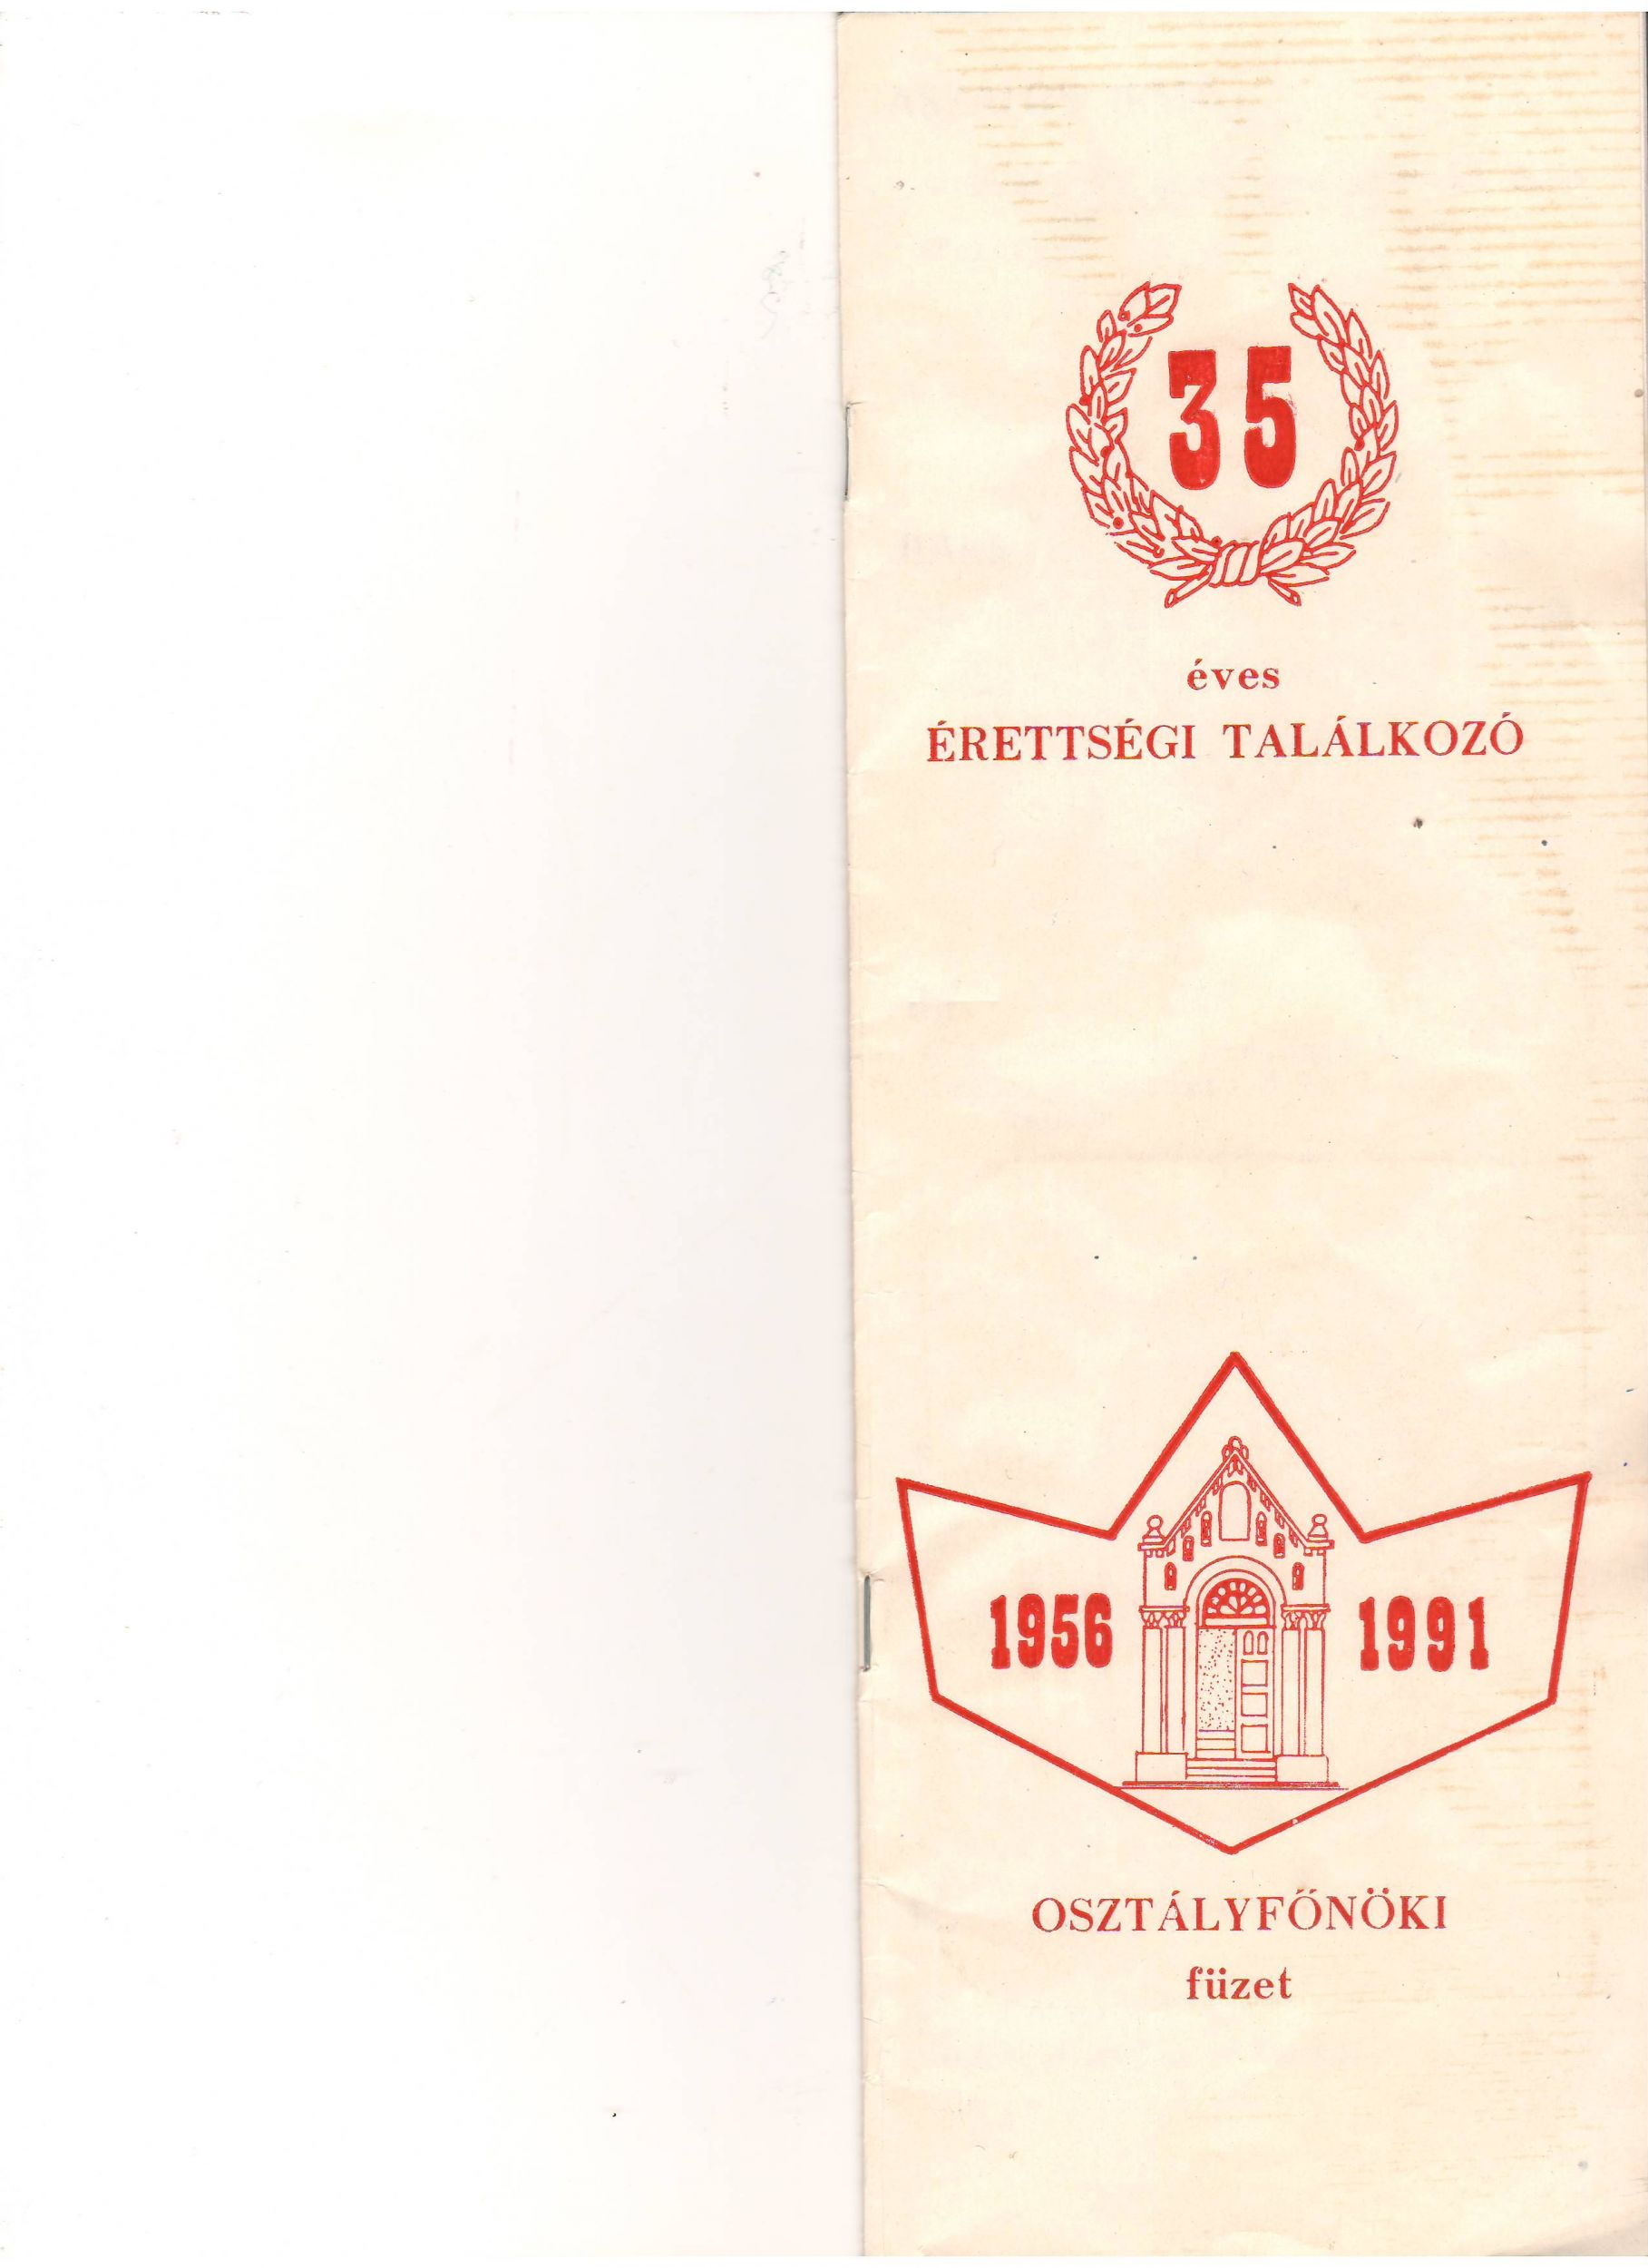 35
éves
ÉRETTSÉGI TALÁLKOZÓ
1956 1991
OSZTÁLYFŐNÖKI
füzet